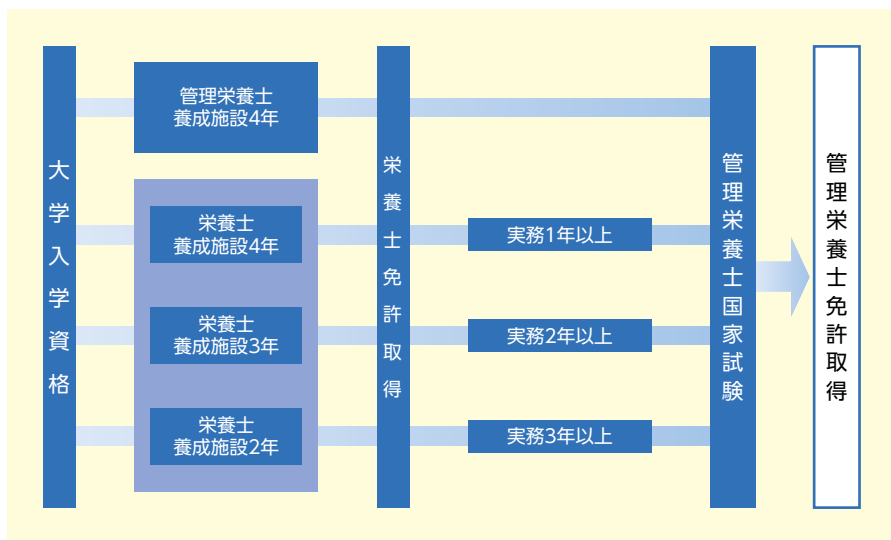 大学入学資格
管理栄養士
養成施設4年
栄養士
養成施設4年
栄養士
養成施設3年
栄養士
養成施設2年
栄養士免許取得
実務1年以上
実務2年以上
実務3年以上
管理栄養士国家試験
管理栄養士免許取得